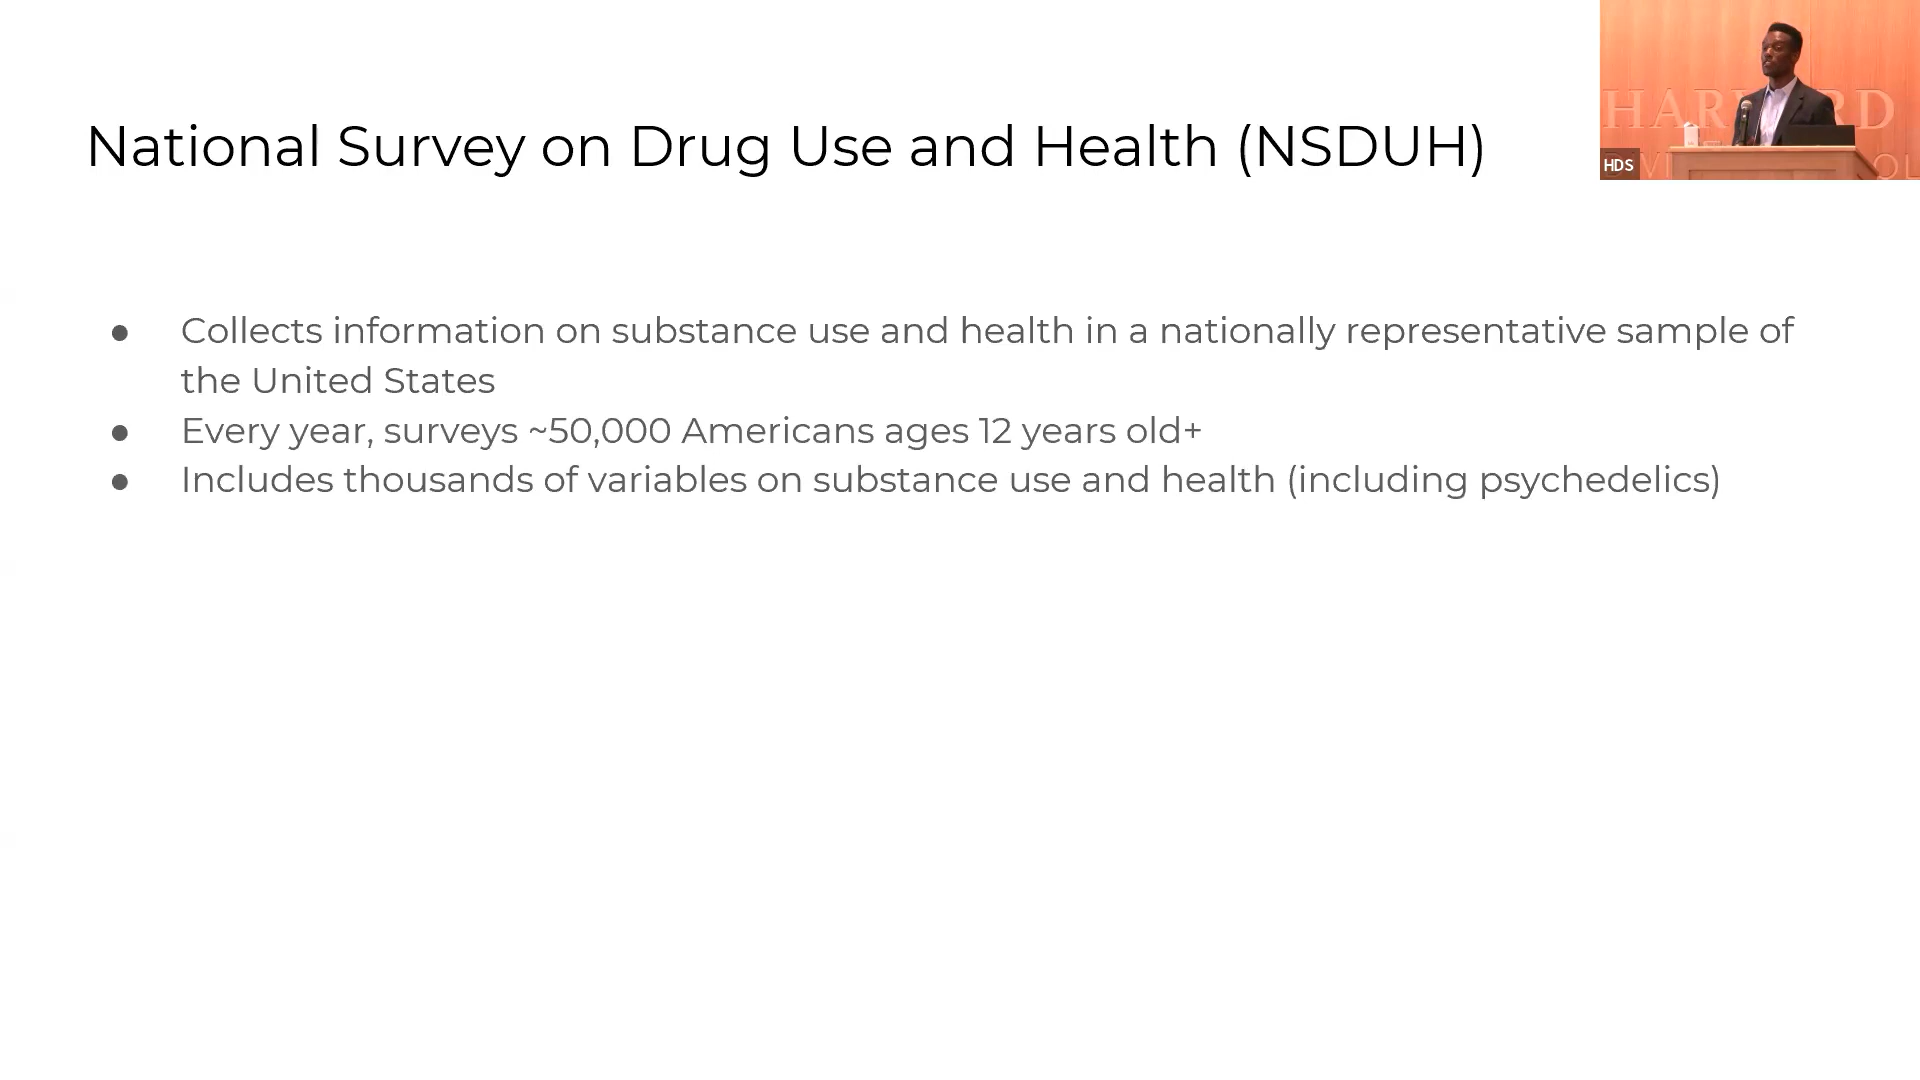 National Survey on Drug Use and Health (NSDUH)
● Collects information on substance use and health in a nationally representative sample of
the United States
● Every year, surveys ~50,000 Americans ages 12 years old+
● Includes thousands of variables on substance use and health (including psychedelics)
HDS